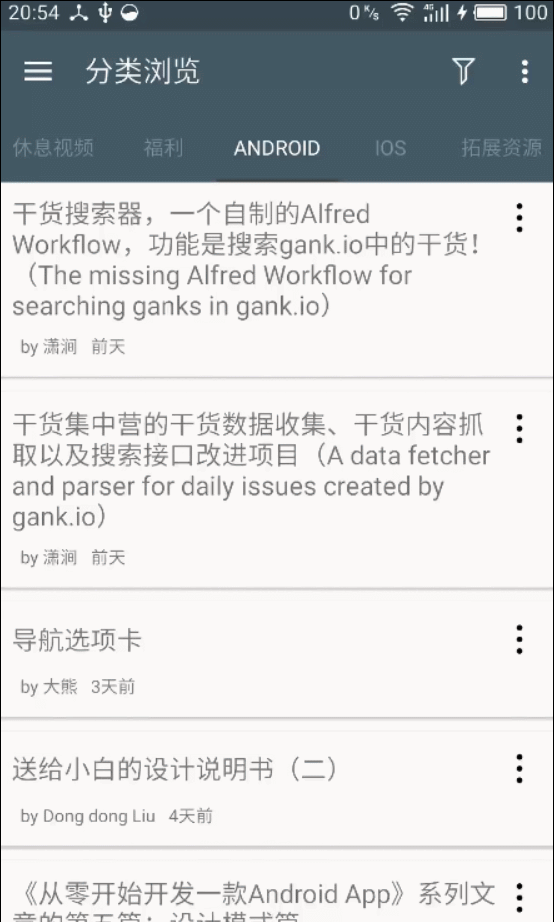 20:54 0 K/s 4G 100
分类浏览
休息视频 福利 ANDROID IOS 拓展资源
干货搜索器，一个自制的Alfred
Workflow，功能是搜索gank.io中的干货！
（The missing Alfred Workflow for
searching ganks in gank.io）
by 潇涧 前天
干货集中营的干货数据收集、干货内容抓
取以及搜索接口改进项目（A data fetcher
and parser for daily issues created by
gank.io）
by 潇涧 前天
导航选项卡
by 大熊 3天前
送给小白的设计说明书（二）
by Dong dong Liu 4天前
《从零开始开发一款Android App》系列文
章的第五篇：设计模式篇